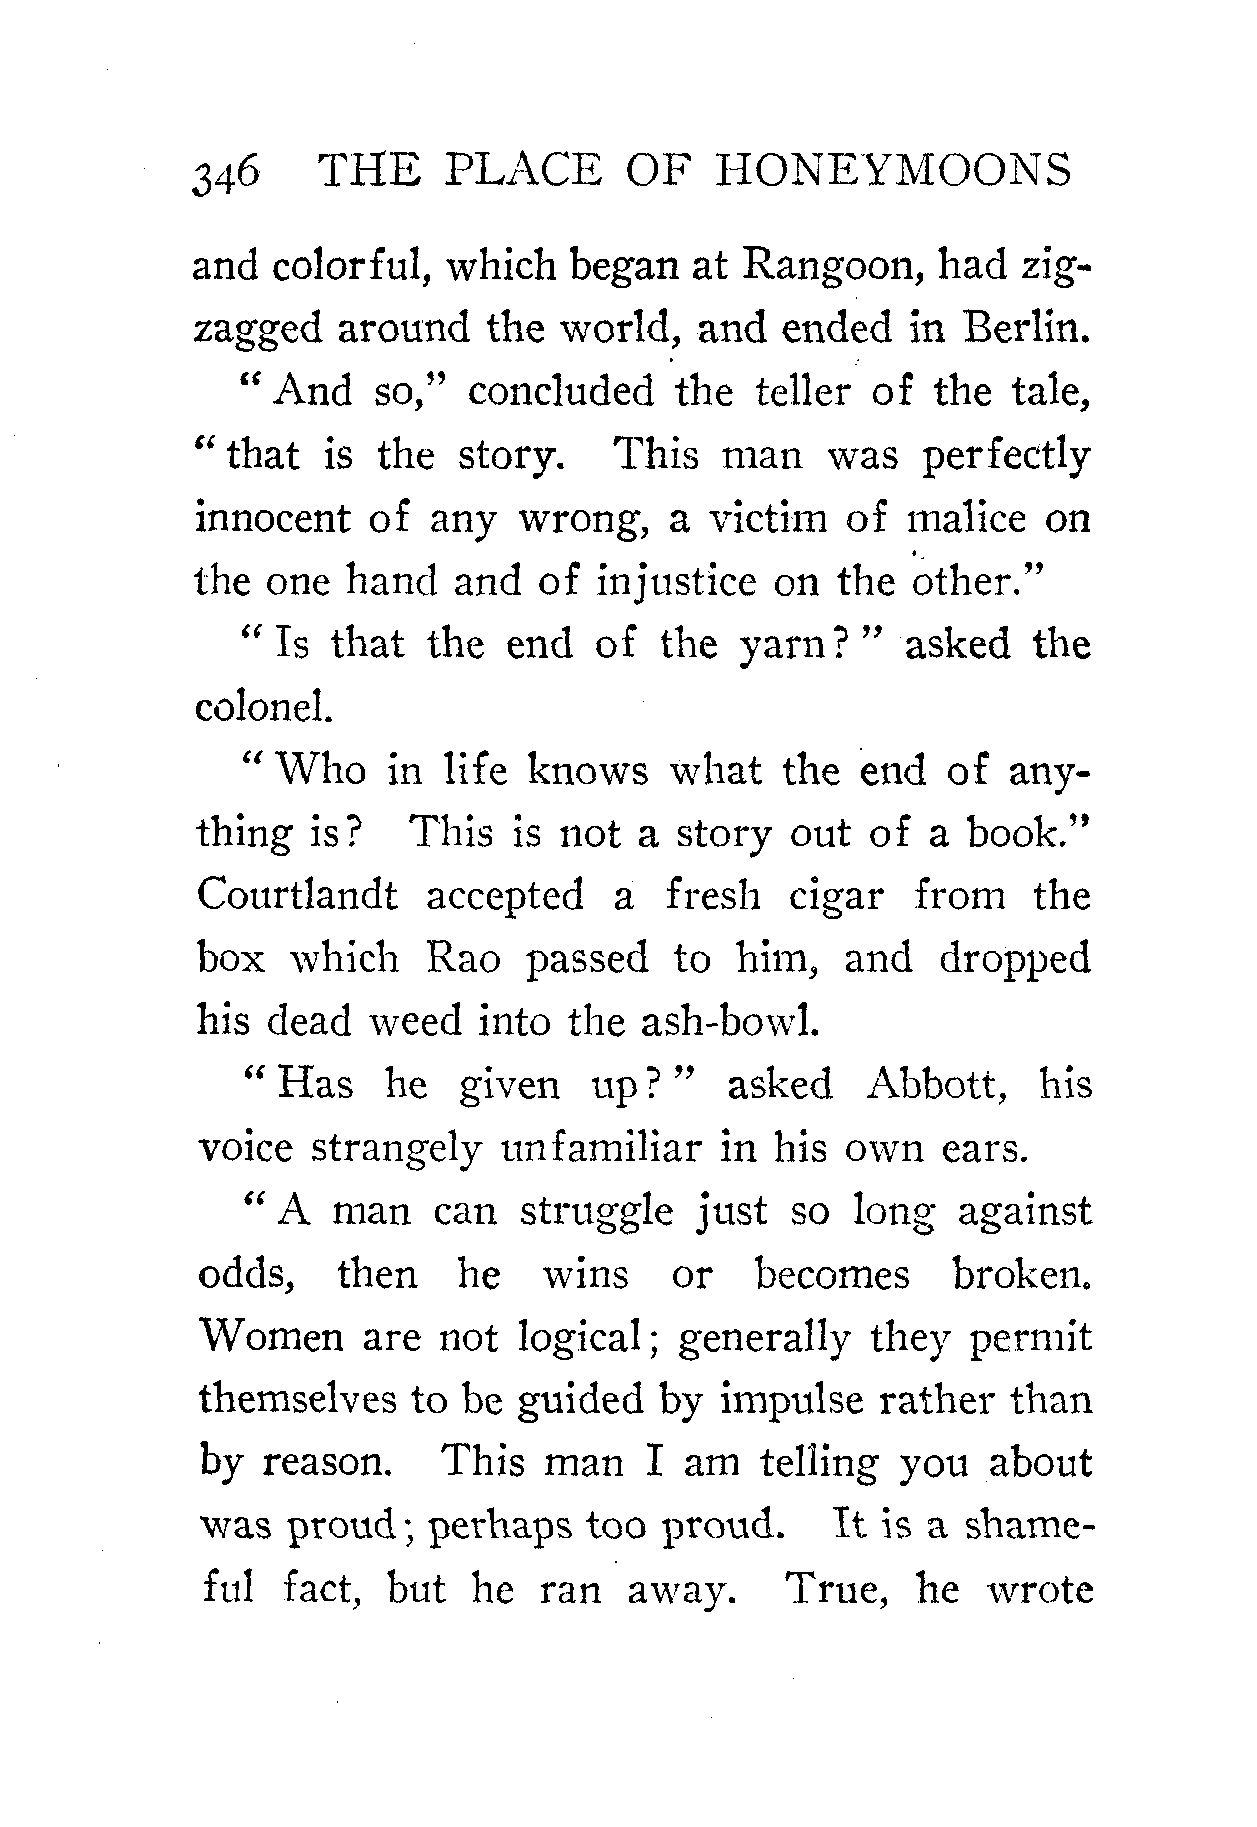 346 THE PLACE OF HONEYMOONS
and colorful, which began at Rangoon, had zig-
zagged around the world, and ended in Berlin.
" And so," concluded the teller of the tale,
" that is the story. This man was perfectly
innocent of any wrong, a victim of malice on
the one hand and of injustice on the other."
" Is that the end of the yarn? " asked the
colonel.
" Who in life knows what the end of any-
thing is? This is not a story out of a book."
Courtlandt accepted a fresh cigar from the
box which Rao passed to him, and dropped
his dead weed into the ash-bowl.
" Has he given up? " asked Abbott, his
voice strangely unfamiliar in his own ears.
" A man can struggle just so long against
odds, then he wins or becomes broken.
Women are not logical; generally they permit
themselves to be guided by impulse rather than
by reason. This man I am telling you about
was proud; perhaps too proud. It is a shame-
ful fact, but he ran away. True, he wrote